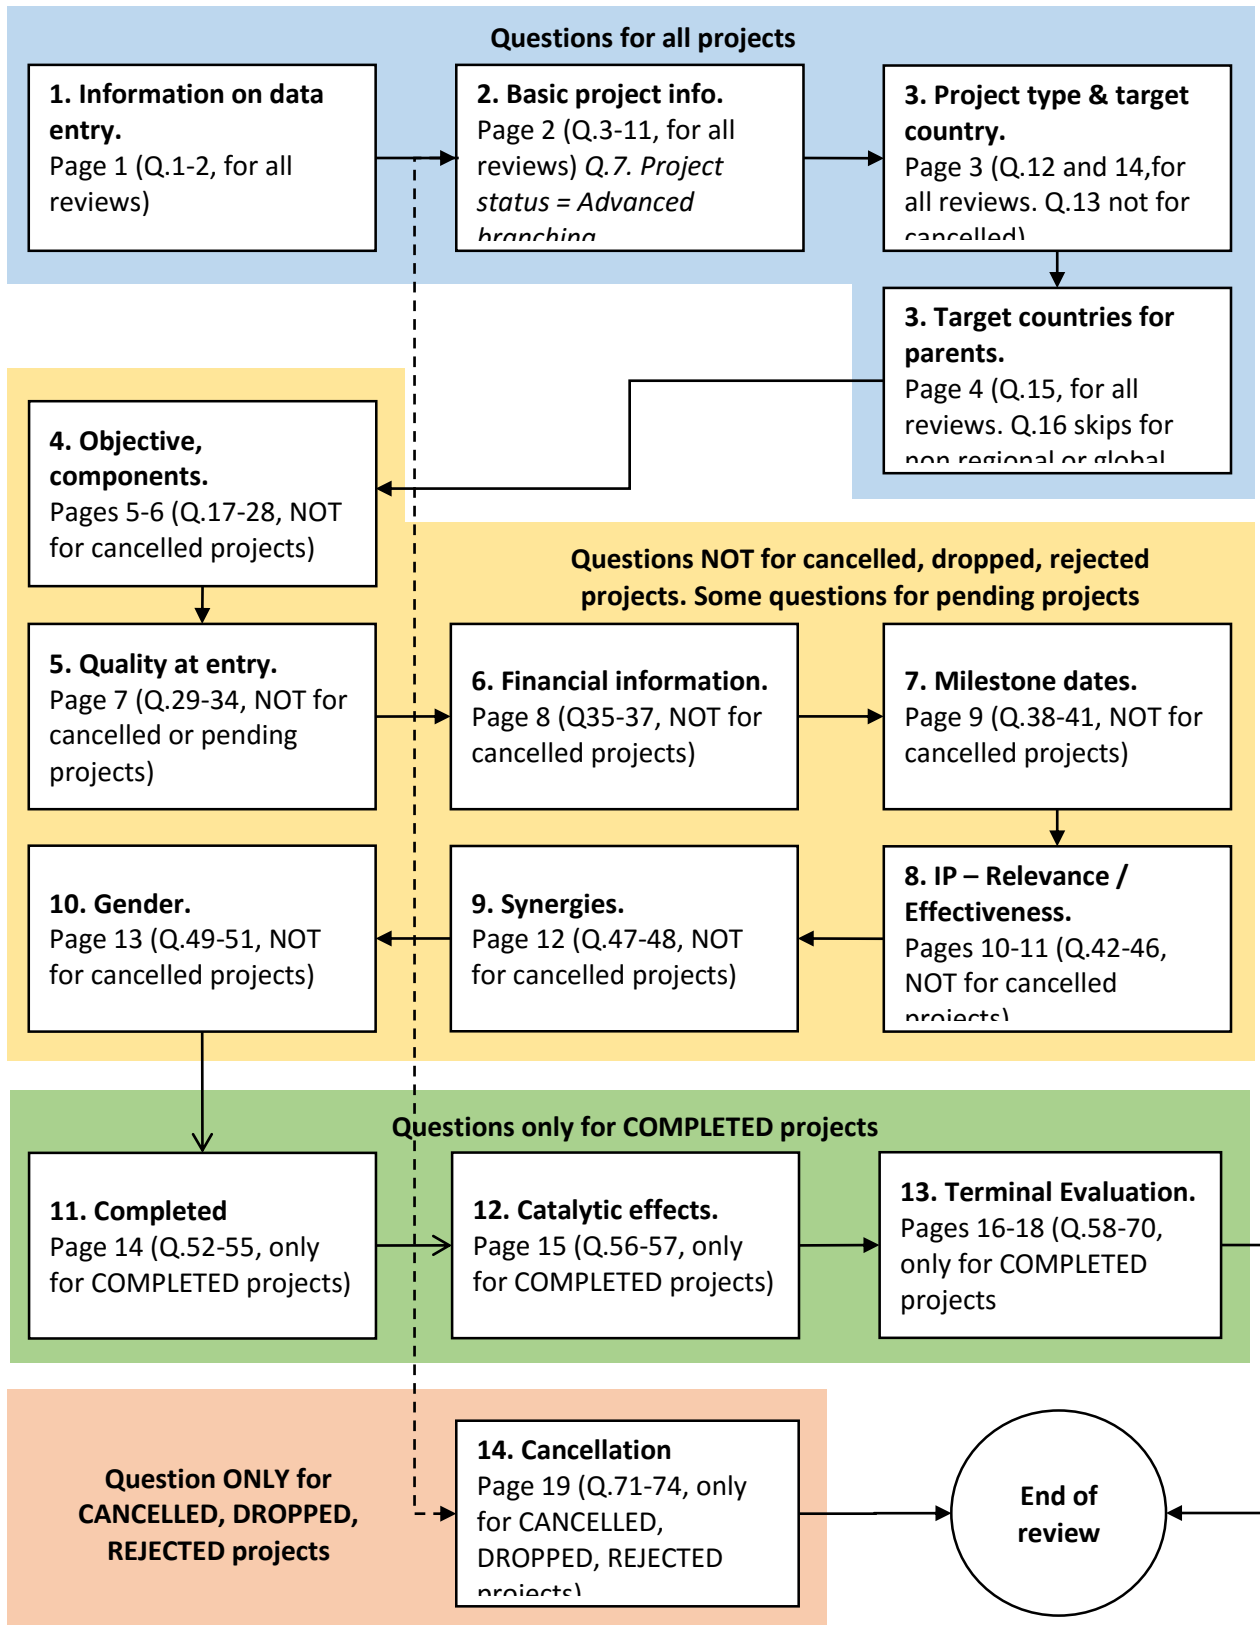 Questions for all projects
1. Information on data
entry.
Page 1 (Q.1-2, for all
reviews)
2. Basic project info.
Page 2 (Q.3-11, for all
reviews) Q.7. Project
status = Advanced
branching
3. Project type & target
country.
Page 3 (Q.12 and 14,for
all reviews. Q.13 not for
cancelled)
3. Target countries for
parents.
Page 4 (Q.15, for all
reviews. Q.16 skips for
non regional or global
4. Objective,
components.
Pages 5-6 (Q.17-28, NOT
for cancelled projects)
Questions NOT for cancelled, dropped, rejected
projects. Some questions for pending projects
5. Quality at entry.
Page 7 (Q.29-34, NOT for
cancelled or pending
projects)
6. Financial information.
Page 8 (Q35-37, NOT for
cancelled projects)
7. Milestone dates.
Page 9 (Q.38-41, NOT for
cancelled projects)
8. IP – Relevance /
Effectiveness.
Pages 10-11 (Q.42-46,
NOT for cancelled
projects)
9. Synergies.
Page 12 (Q.47-48, NOT
for cancelled projects)
10. Gender.
Page 13 (Q.49-51, NOT
for cancelled projects)
Questions only for COMPLETED projects
11. Completed
Page 14 (Q.52-55, only
for COMPLETED projects)
12. Catalytic effects.
Page 15 (Q.56-57, only
for COMPLETED projects)
13. Terminal Evaluation.
Pages 16-18 (Q.58-70,
only for COMPLETED
projects
Question ONLY for
CANCELLED, DROPPED,
REJECTED projects
14. Cancellation
Page 19 (Q.71-74, only
for CANCELLED,
DROPPED, REJECTED
projects)
End of
review